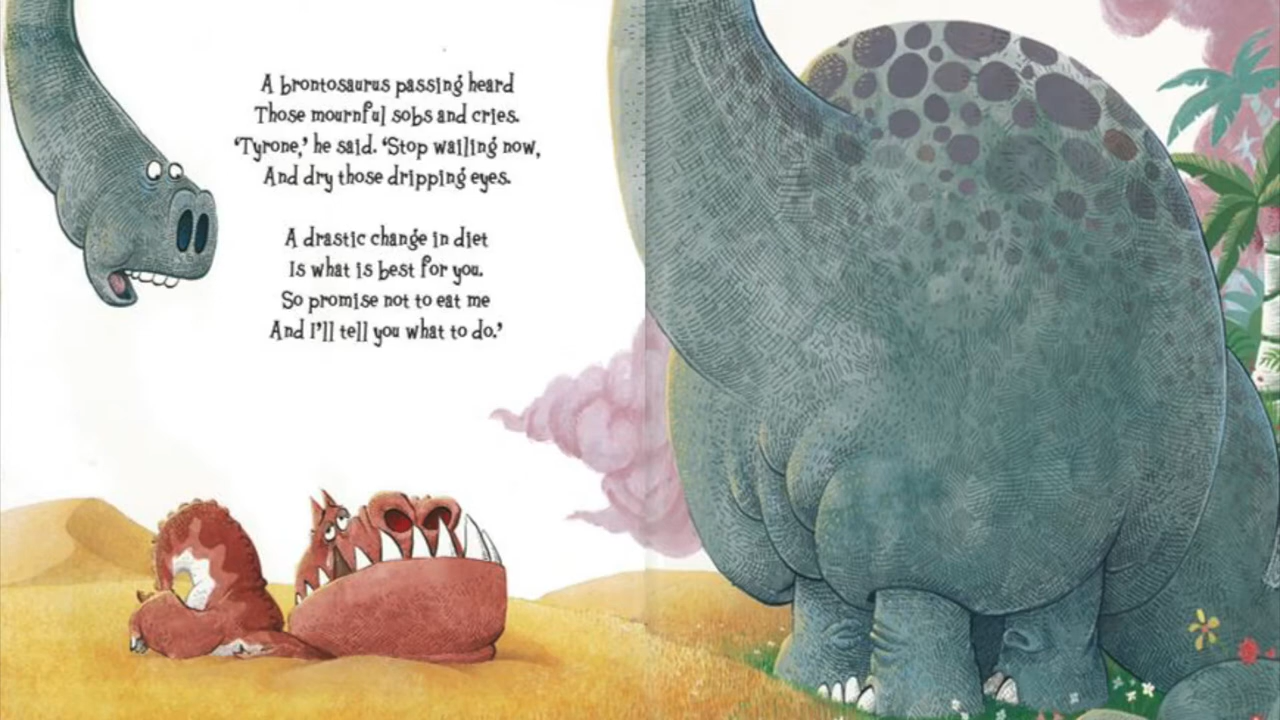 A brontosaurus passing heard
Those mournful sobs and cries.
‘Tyrone,’ he said. ‘Stop wailing now,
And dry those dripping eyes.
A drastic change in diet
Is what is best for you.
So promise not to eat me
And I’ll tell you what to do.’